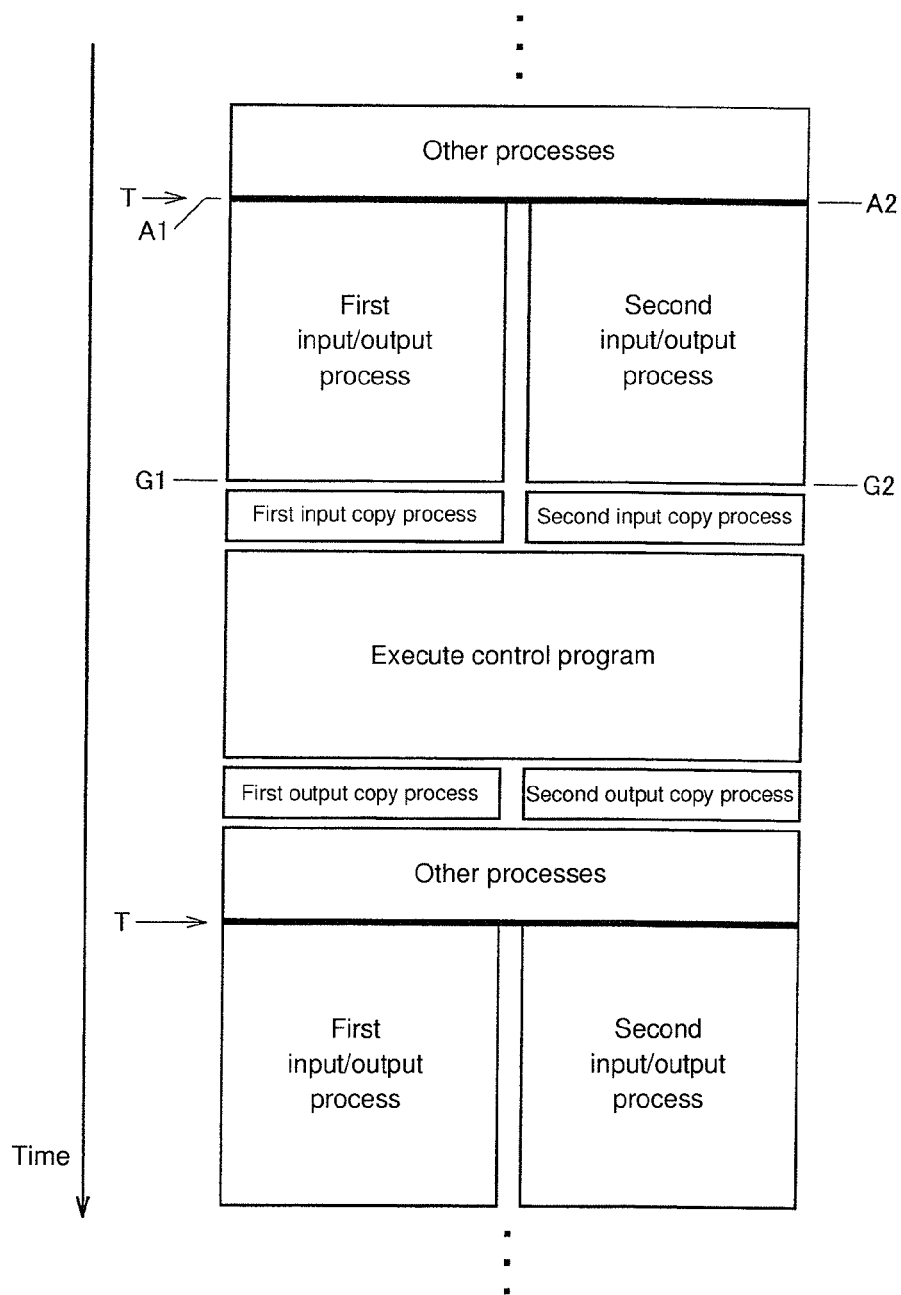 Other processes
T
A1
A2
First
input/output
process
Second
input/output
process
G1
G2
First input copy process
Second input copy process
Execute control program
First output copy process
Second output copy process
Other processes
T
First
input/output
process
Second
input/output
process
Time